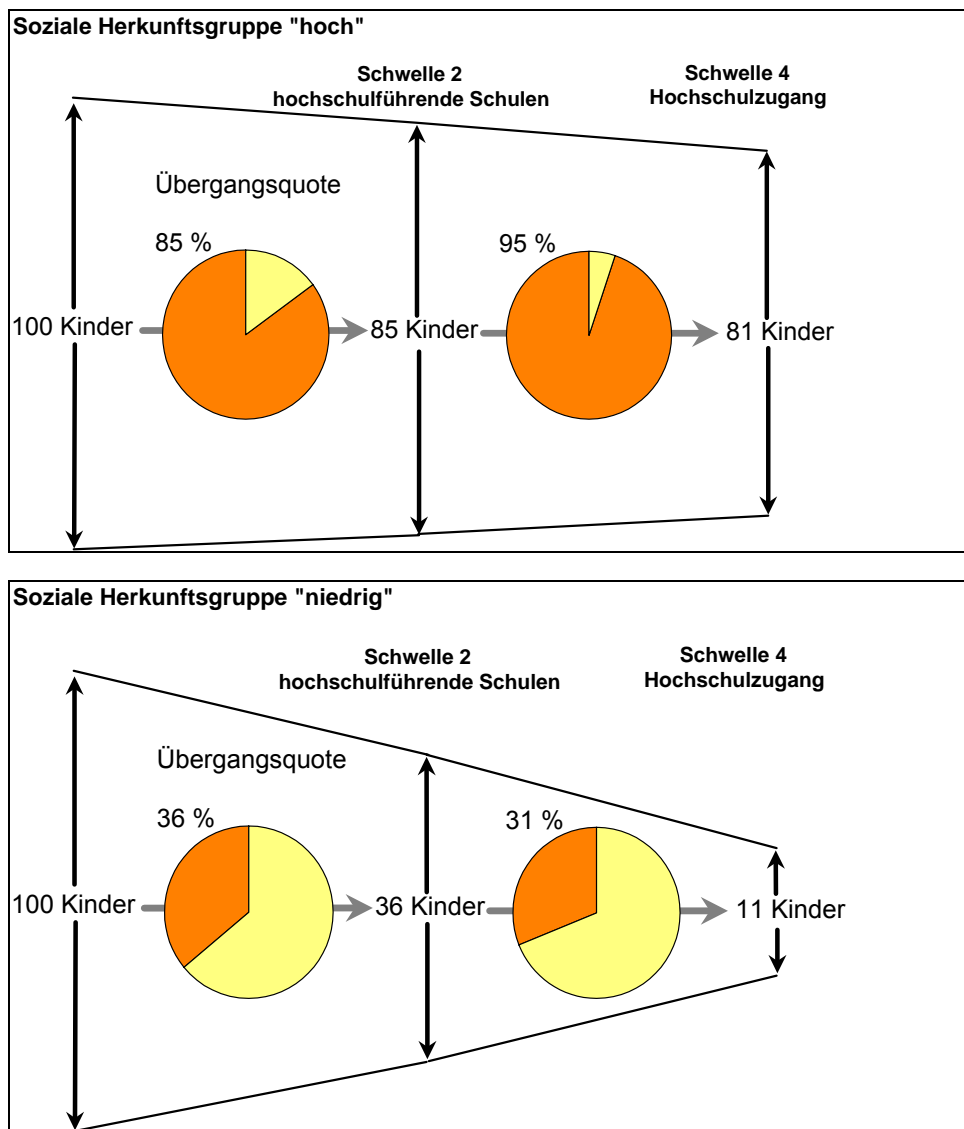 Soziale Herkunftsgruppe "hoch"
Schwelle 2
hochschulführende Schulen
Schwelle 4
Hochschulzugang
Übergangsquote
85 %
95 %
100 Kinder
85 Kinder
81 Kinder
Soziale Herkunftsgruppe "niedrig"
Schwelle 2
hochschulführende Schulen
Schwelle 4
Hochschulzugang
Übergangsquote
36 %
31 %
100 Kinder
36 Kinder
11 Kinder